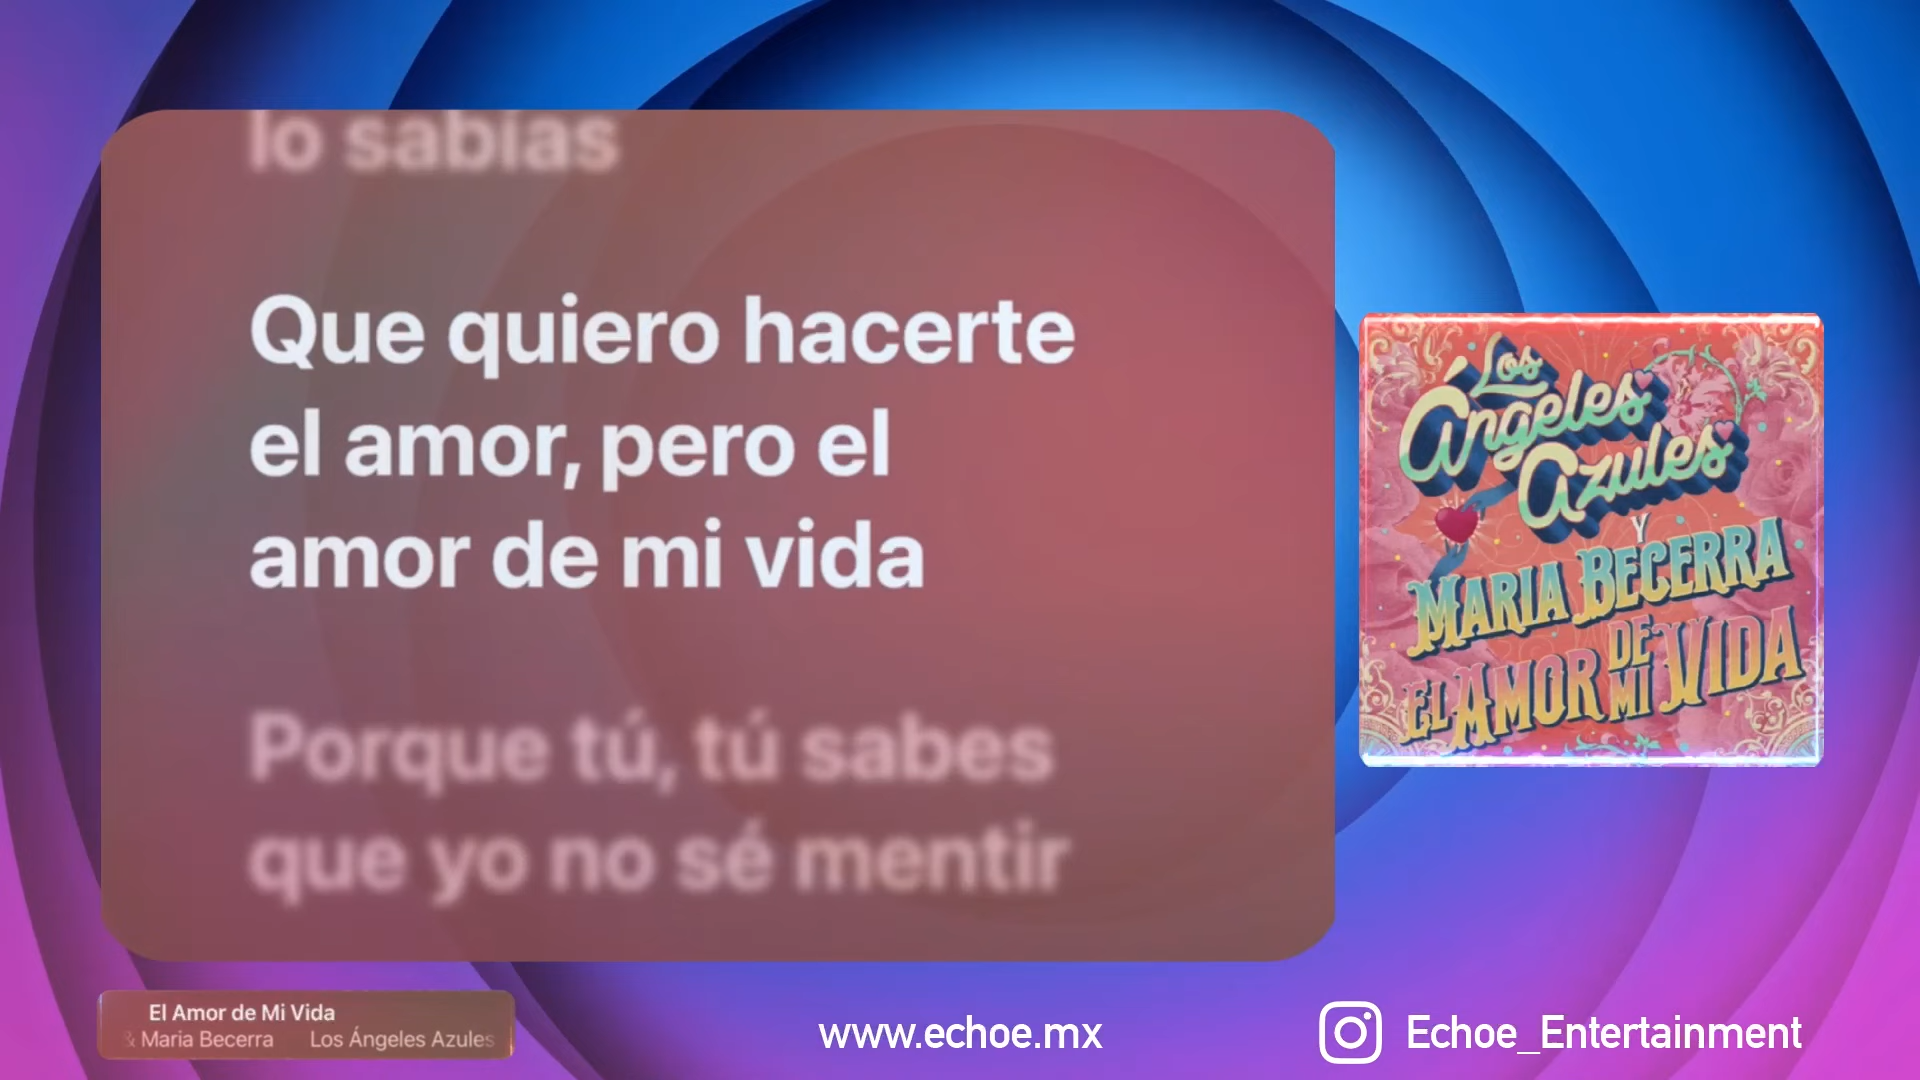 lo sabías
Que quiero hacerte
el amor, pero el
amor de mi vida
Porque tú, tú sabes
que yo no sé mentir
Los
Ángeles
Azules
Y
MARIA BECERRA
EL AMOR DE MI VIDA
El Amor de Mi Vida
& Maria Becerra Los Ángeles Azules
www.echoe.mx
Echoe_Entertainment